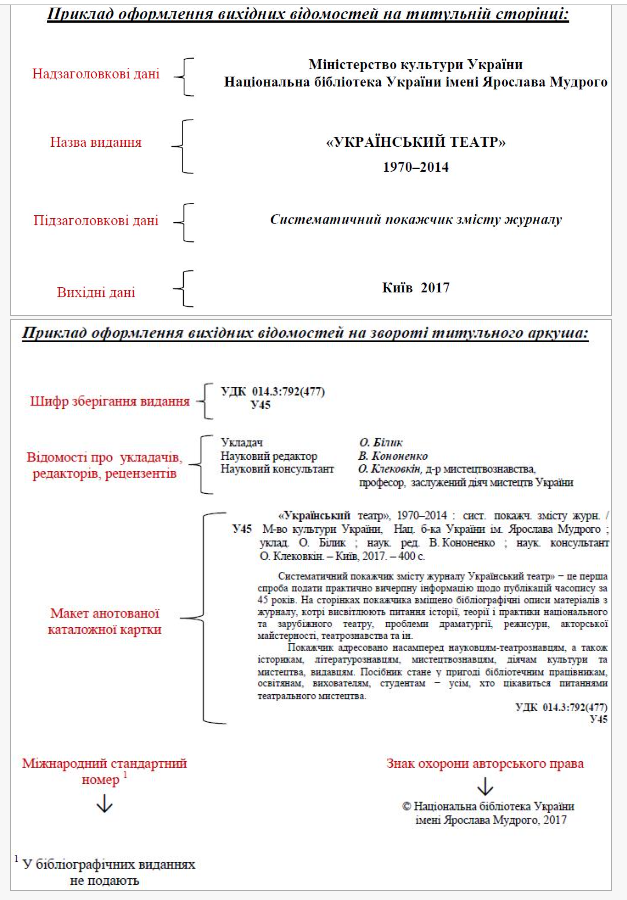 Приклад оформлення вихідних відомостей на титульній сторінці:
Надзаголовкові дані
Міністерство культури України
Національна бібліотека України імені Ярослава Мудрого
Назва видання
«УКРАЇНСЬКИЙ ТЕАТР»
1970–2014
Підзаголовкові дані
Систематичний покажчик змісту журналу
Вихідні дані
Київ 2017
Приклад оформлення вихідних відомостей на звороті титульного аркуша:
Шифр зберігання видання
УДК 014.3:792(477)
У45
Відомості про укладачів,
редакторів, рецензентів
Укладач О. Білик
Науковий редактор В. Кононенко
Науковий консультант О. Клековкін, д-р мистецтвознавства,
професор, заслужений діяч мистецтв України
Макет анотованої
каталожної картки
«Український театр», 1970–2014 : сист. покажч. змісту журн. /
У45 М-во культури України, Нац. б-ка України ім. Ярослава Мудрого ;
уклад. О. Білик ; наук. ред. В. Кононенко ; наук. консультант
О. Клековкін. – Київ, 2017. – 400 с.
Систематичний покажчик змісту журналу Український театр» – це перша
спроба подати практично вичерпну інформацію щодо публікацій часопису за
45 років. На сторінках покажчика вміщено бібліографічні описи матеріалів з
журналу, котрі висвітлюють питання історії, теорії і практики національного
та зарубіжного театру, проблеми драматургії, режисури, акторської
майстерності, театрознавства та ін.
Покажчик адресовано насамперед науковцям-театрознавцям, а також
історикам, літературознавцям, мистецтвознавцям, діячам культури та
мистецтва, видавцям. Посібник стане у пригоді бібліотечним працівникам,
освітянам, вихователям, студентам – усім, хто цікавиться питаннями
театрального мистецтва.
УДК 014.3:792(477)
У45
Міжнародний стандартний
номер 1
Знак охорони авторського права
© Національна бібліотека України
імені Ярослава Мудрого, 2017
1 У бібліографічних виданнях
не подають